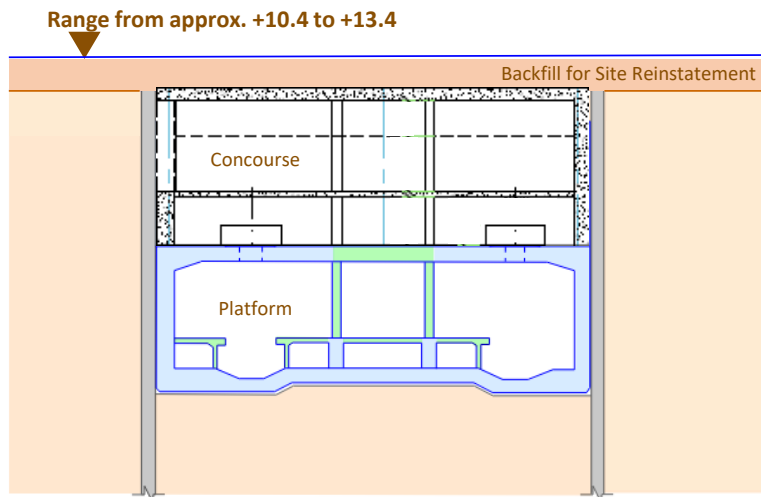 Range from approx. +10.4 to +13.4
Backfill for Site Reinstatement
Concourse
Platform